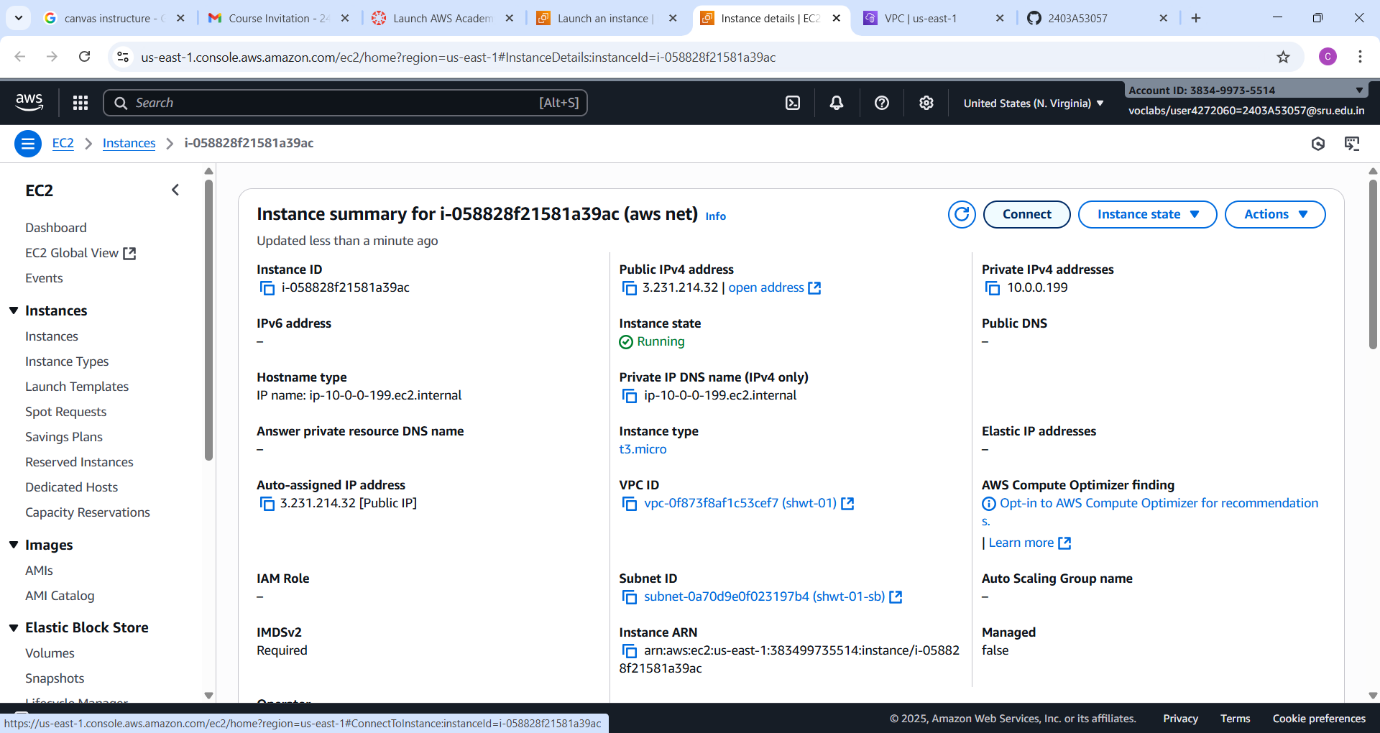 canvas instructure - G
Course Invitation - 24
Launch AWS Academ
Launch an instance |
Instance details | EC2
VPC | us-east-1
2403A53057
us-east-1.console.aws.amazon.com/ec2/home?region=us-east-1#InstanceDetails:instanceId=i-058828f21581a39ac
C
aws
Search
[Alt+S]
United States (N. Virginia)
Account ID: 3834-9973-5514
voclabs/user4272060=2403A53057@sru.edu.in
EC2
Instances
i-058828f21581a39ac
EC2
Dashboard
EC2 Global View
Events
Instances
Instances
Instance Types
Launch Templates
Spot Requests
Savings Plans
Reserved Instances
Dedicated Hosts
Capacity Reservations
Images
AMIs
AMI Catalog
Elastic Block Store
Volumes
Snapshots
Lifecycle Manager
Instance summary for i-058828f21581a39ac (aws net) Info
Updated less than a minute ago
Connect
Instance state
Actions
Instance ID
i-058828f21581a39ac
Public IPv4 address
3.231.214.32 | open address
Private IPv4 addresses
10.0.0.199
IPv6 address
–
Instance state
Running
Public DNS
–
Hostname type
IP name: ip-10-0-0-199.ec2.internal
Private IP DNS name (IPv4 only)
ip-10-0-0-199.ec2.internal
Answer private resource DNS name
–
Instance type
t3.micro
Elastic IP addresses
–
Auto-assigned IP address
3.231.214.32 [Public IP]
VPC ID
vpc-0f873f8af1c53cef7 (shwt-01)
AWS Compute Optimizer finding
Opt-in to AWS Compute Optimizer for recommendation
s.
| Learn more
IAM Role
–
Subnet ID
subnet-0a70d9e0f023197b4 (shwt-01-sb)
Auto Scaling Group name
–
IMDSv2
Required
Instance ARN
arn:aws:ec2:us-east-1:383499735514:instance/i-05882
8f21581a39ac
Managed
false
Operator
https://us-east-1.console.aws.amazon.com/ec2/home?region=us-east-1#ConnectToInstance:instanceId=i-058828f21581a39ac
© 2025, Amazon Web Services, Inc. or its affiliates.
Privacy
Terms
Cookie preferences